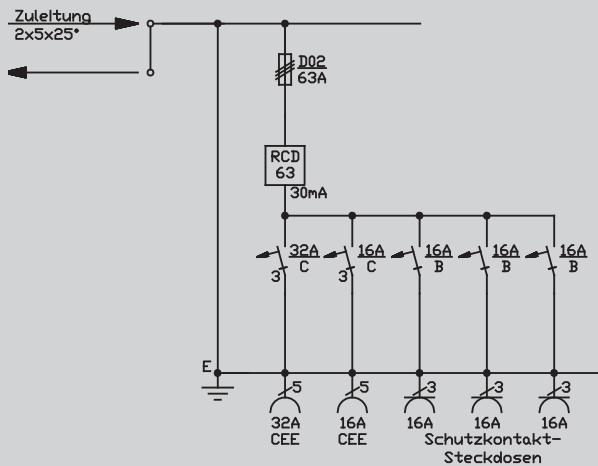 Zuleitung
2x5x25°
D02
63A
RCD
63
30mA
32A
C
3
16A
C
3
16A
B
16A
B
16A
B
E
5
5
3
3
3
32A
CEE
16A
CEE
16A
16A
16A
Schutzkontakt-
Steckdosen